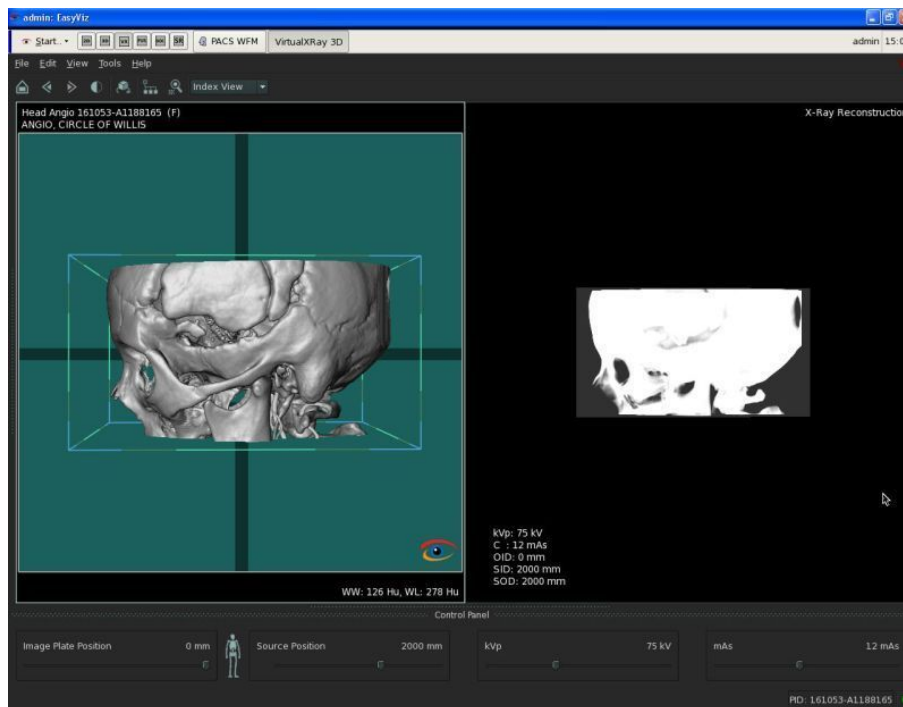 admin: EasyViz
Start.. PACS WFM VirtualXRay 3D admin 15:0
File Edit View Tools Help
Index View
Head Angio 161053-A1188165 (F)
ANGIO, CIRCLE OF WILLIS
X-Ray Reconstruction
kVp: 75 kV
C : 12 mAs
OID: 0 mm
SID: 2000 mm
SOD: 2000 mm
WW: 126 Hu, WL: 278 Hu
Control Panel
Image Plate Position 0 mm Source Position 2000 mm kVp 75 kV mAs 12 mAs
PID: 161053-A1188165